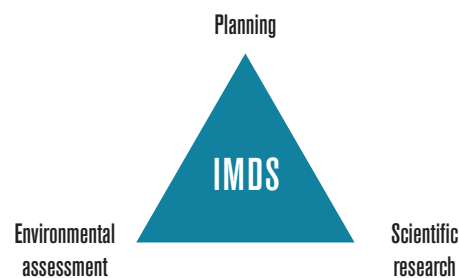 Planning
IMDS
Environmental
assessment
Scientific
research